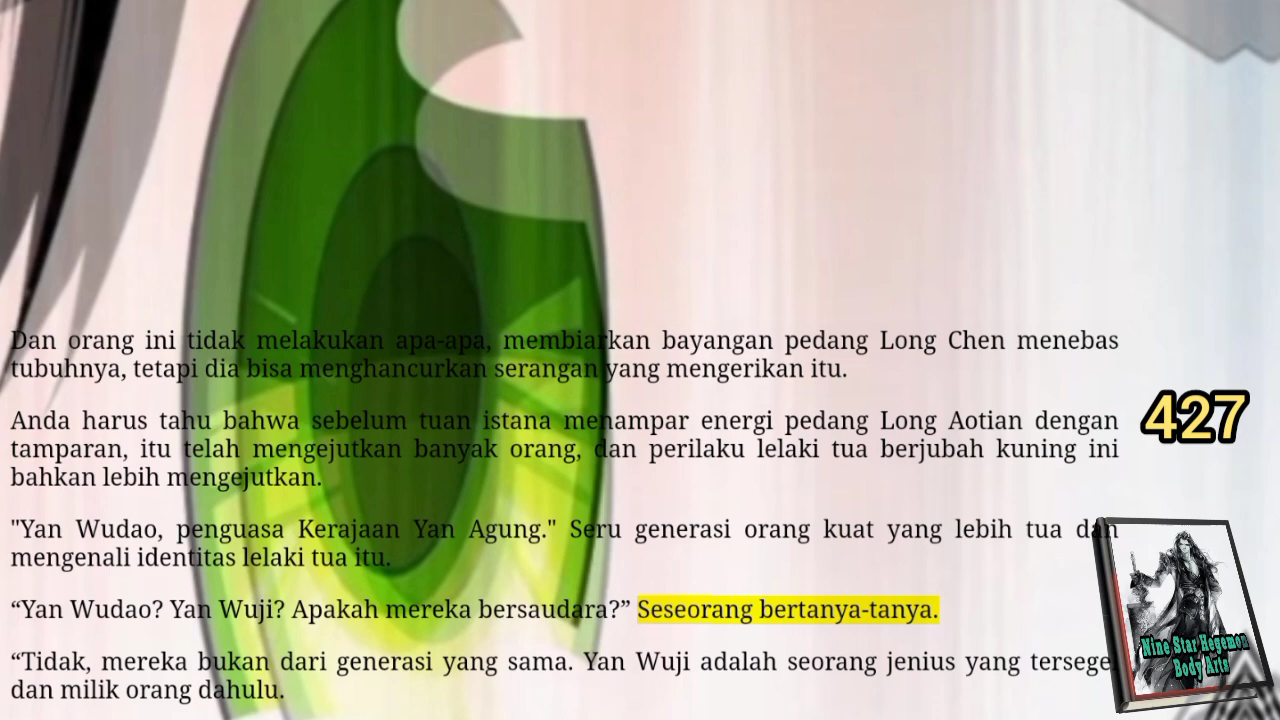 Dan orang ini tidak melakukan apa-apa, membiarkan bayangan pedang Long Chen menebas
tubuhnya, tetapi dia bisa menghancurkan serangan yang mengerikan itu.
Anda harus tahu bahwa sebelum tuan istana menampar energi pedang Long Aotian dengan
tamparan, itu telah mengejutkan banyak orang, dan perilaku lelaki tua berjubah kuning ini
bahkan lebih mengejutkan.
"Yan Wudao, penguasa Kerajaan Yan Agung." Seru generasi orang kuat yang lebih tua dan
mengenali identitas lelaki tua itu.
“Yan Wudao? Yan Wuji? Apakah mereka bersaudara?” Seseorang bertanya-tanya.
“Tidak, mereka bukan dari generasi yang sama. Yan Wuji adalah seorang jenius yang tersegel
dan milik orang dahulu.
427
Nine Star Hegemon
Body Arts